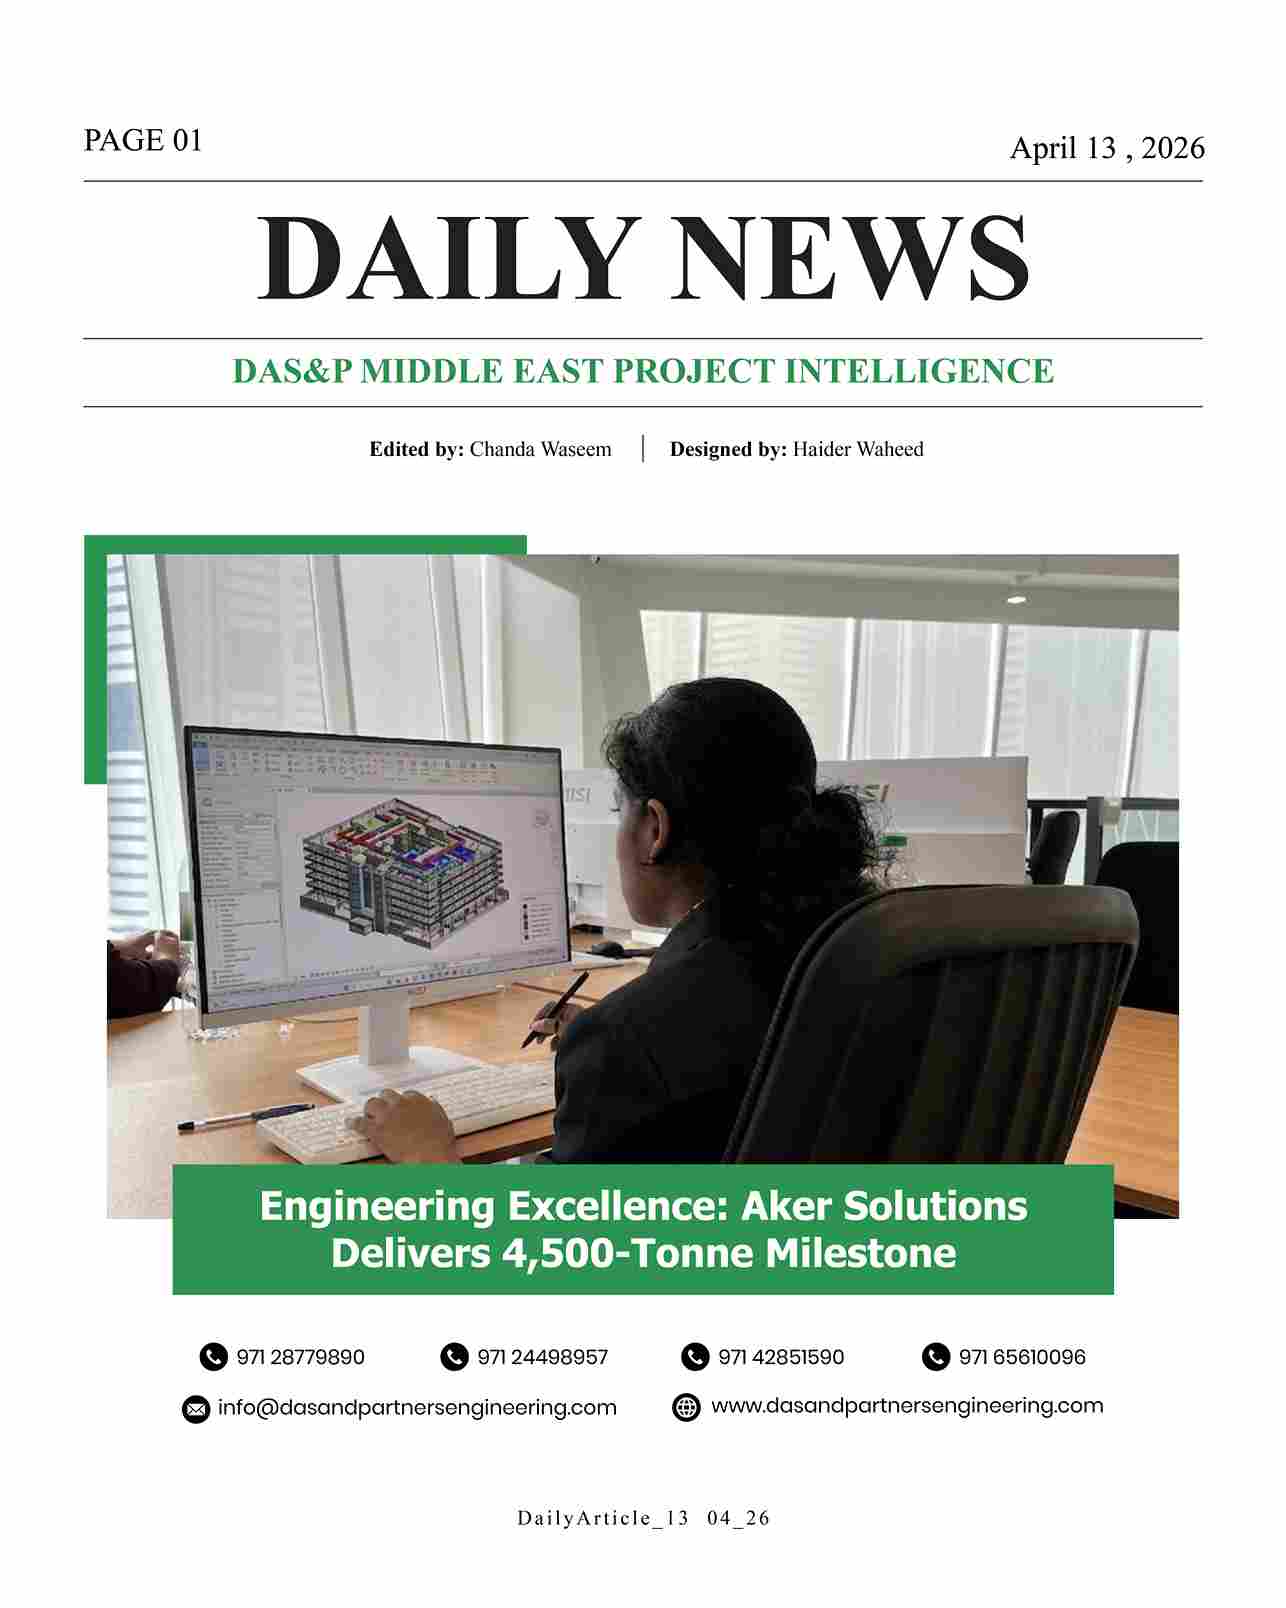 PAGE 01
April 13 , 2026
DAILY NEWS
DAS&P MIDDLE EAST PROJECT INTELLIGENCE
Edited by: Chanda Waseem | Designed by: Haider Waheed
Engineering Excellence: Aker Solutions
Delivers 4,500-Tonne Milestone
971 28779890 971 24498957 971 42851590 971 65610096
info@dasandpartnersengineering.com www.dasandpartnersengineering.com
DailyArticle_13 04_26